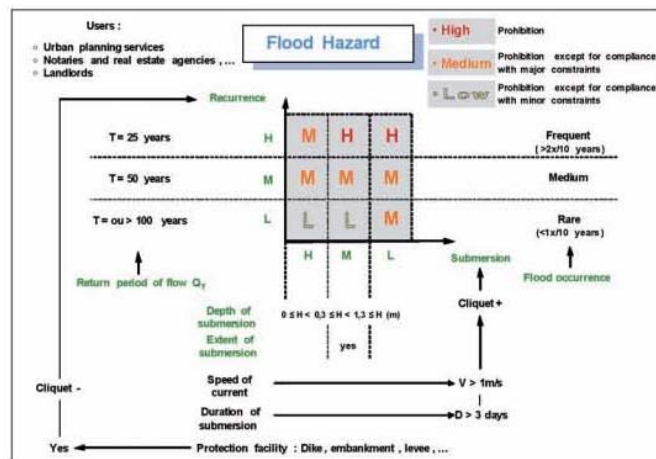 Users :
Urban planning services
Notaries and real estate agencies , ...
Landlords
Flood Hazard
• High Prohibition
• Medium Prohibition except for compliance with major constraints
• Low Prohibition except for compliance with minor constraints
Recurrence
T = 25 years H M H H Frequent
( >2x/10 years)
T = 50 years M M M M Medium
T = ou > 100 years L L L M Rare
(<1x/10 years)
H M L
Submersion
Return period of flow QT
Flood occurrence
Cliquet +
Depth of submersion 0 ≤ H < 0,3 ≤ H < 1,3 ≤ H (m)
Extent of submersion yes
Cliquet -
Speed of current V > 1m/s
Duration of submersion D > 3 days
Yes Protection facility : Dike, embankment , levee , ...